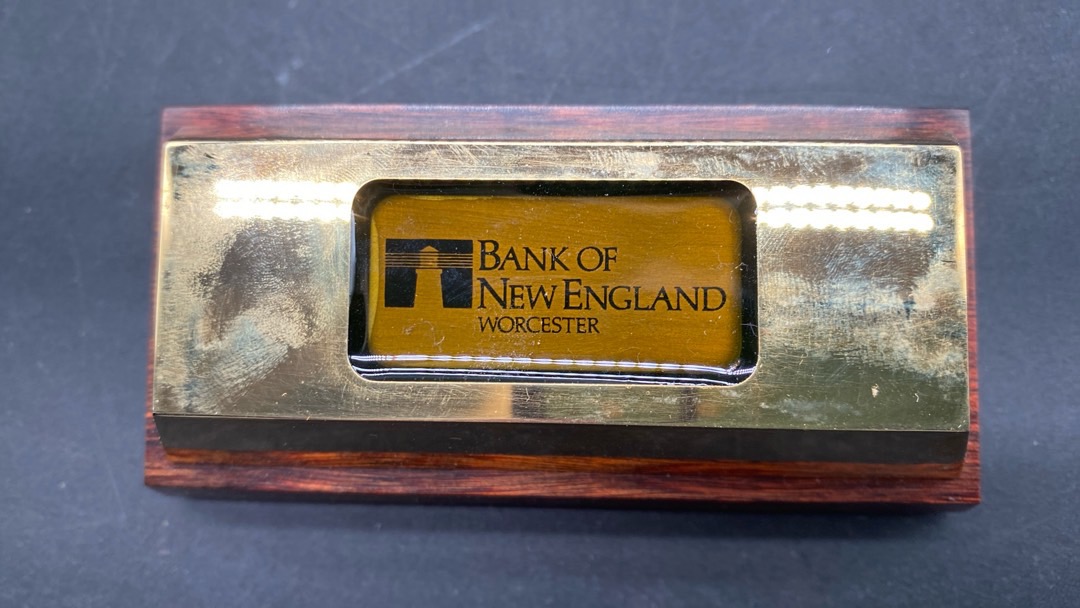 BANK OF
NEW ENGLAND
WORCESTER